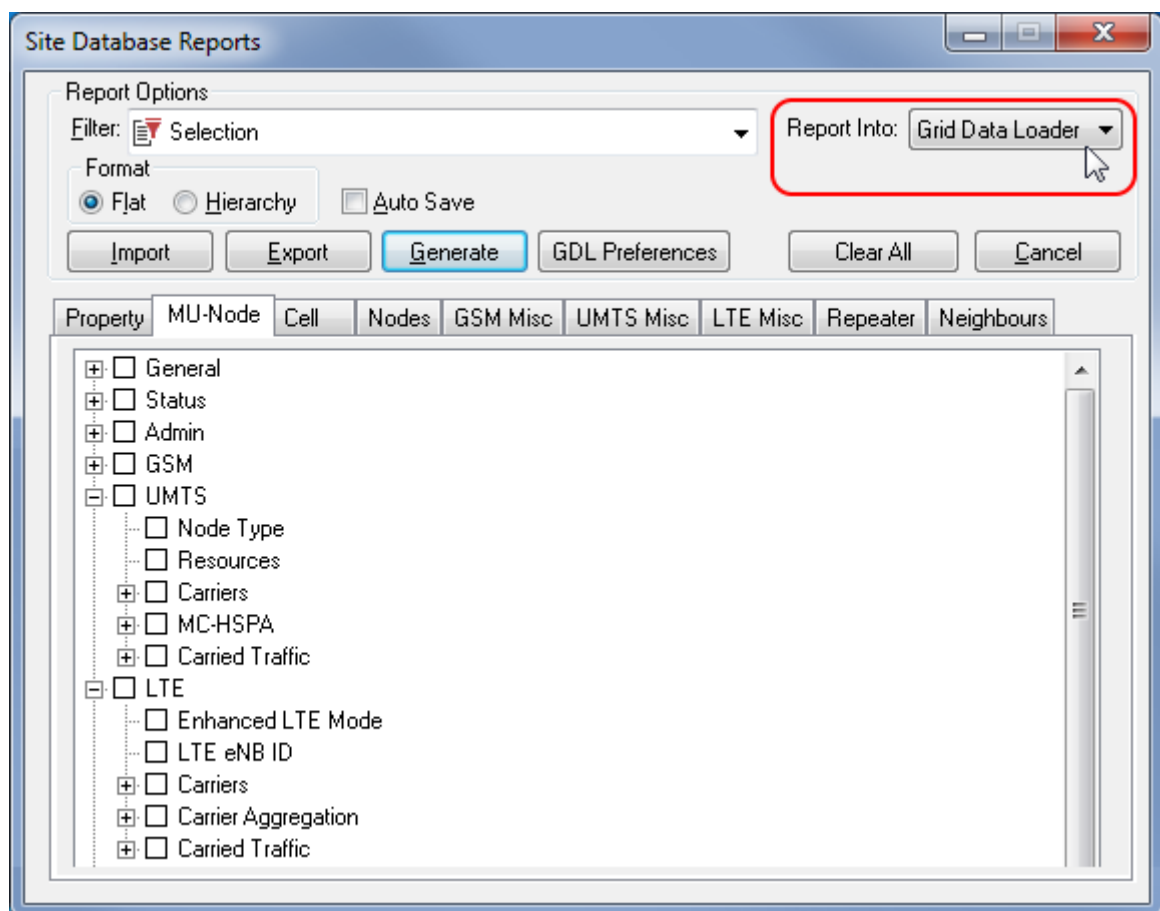 Site Database Reports
Report Options
Filter: Selection Report Into: Grid Data Loader
Format
Flat Hierarchy Auto Save
Import Export Generate GDL Preferences Clear All Cancel
Property MU-Node Cell Nodes GSM Misc UMTS Misc LTE Misc Repeater Neighbours
General
Status
Admin
GSM
UMTS
Node Type
Resources
Carriers
MC-HSPA
Carried Traffic
LTE
Enhanced LTE Mode
LTE eNB ID
Carriers
Carrier Aggregation
Carried Traffic